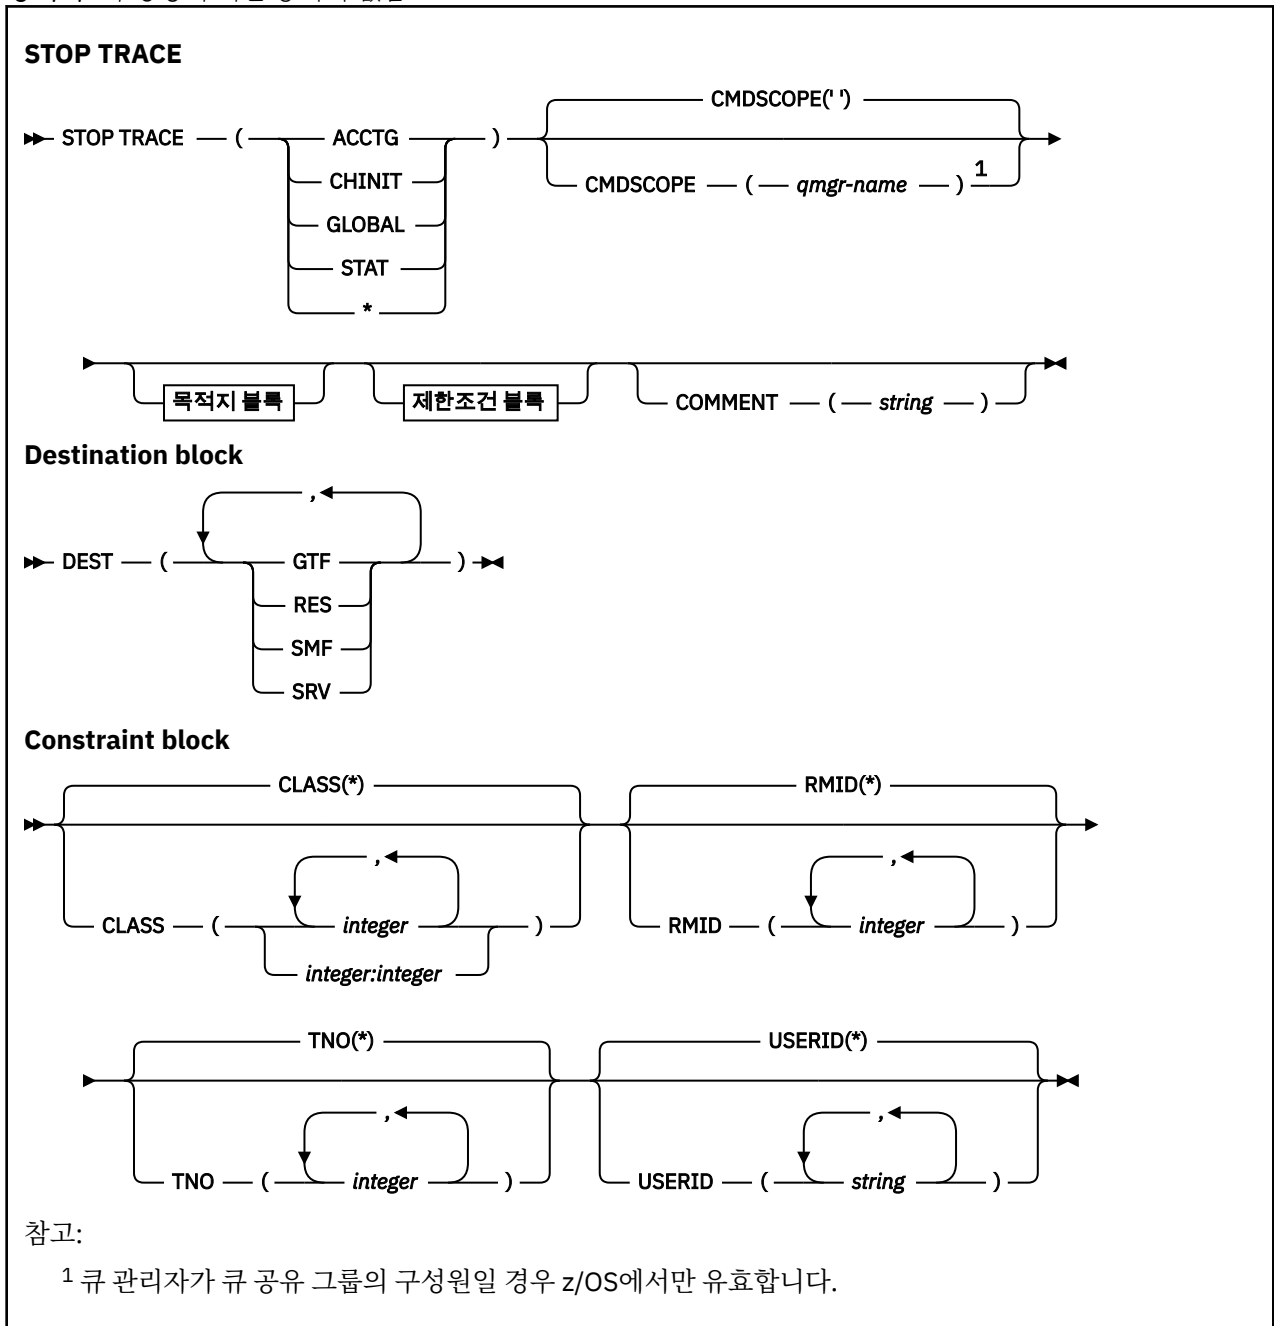 STOP TRACE
CMDSCOPE(' ')
STOP TRACE ( ACCTG )
CHINIT
CMDSCOPE ( qmgr-name ) 1
GLOBAL
STAT
*
목적지 블록 제한조건 블록 COMMENT ( string )
Destination block
,
DEST ( GTF )
RES
SMF
SRV
Constraint block
CLASS(*) RMID(*)
, ,
CLASS ( integer ) RMID ( integer )
integer:integer
TNO(*) USERID(*)
, ,
TNO ( integer ) USERID ( string )
참고:
1 큐 관리자가 큐 공유 그룹의 구성원일 경우 z/OS에서만 유효합니다.